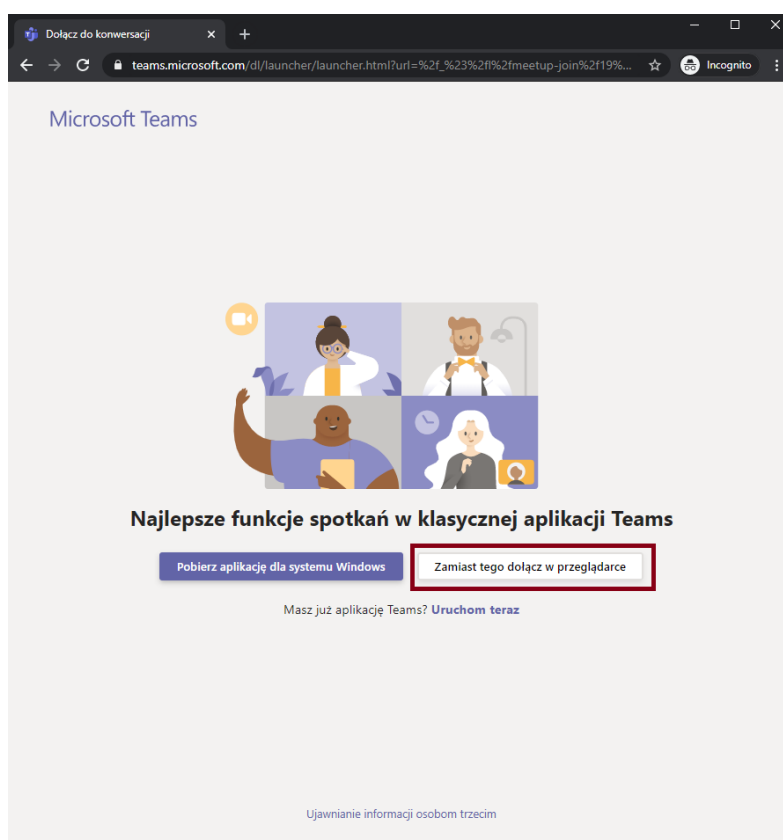 Dołącz do konwersacji
teams.microsoft.com/dl/launcher/launcher.html?url=%2f_%23%2fl%2fmeetup-join%2f19%...
Incognito
Microsoft Teams
Najlepsze funkcje spotkań w klasycznej aplikacji Teams
Pobierz aplikację dla systemu Windows
Zamiast tego dołącz w przeglądarce
Masz już aplikację Teams? Uruchom teraz
Ujawnianie informacji osobom trzecim